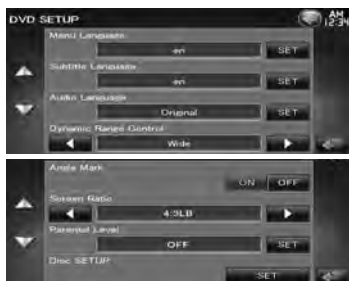 DVD SETUP
AM
12:34
Menu Language
en
SET
Subtitle Language
en
SET
Audio Language
Original
SET
Dynamic Range Control
Wide
Angle Mark
ON OFF
Screen Ratio
4:3LB
Parental Level
OFF
SET
Disc SETUP
SET